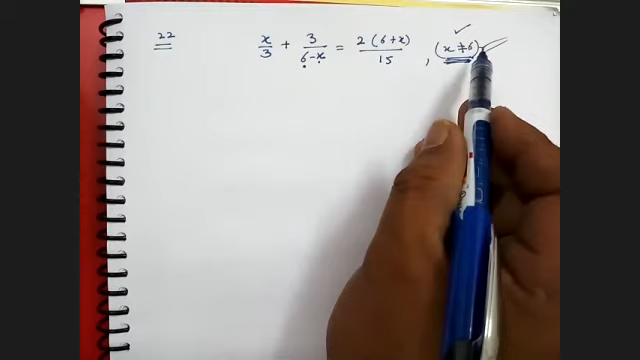 22
x/3 + 3/(6-x) = 2(6+x)/15 , (x≠6)